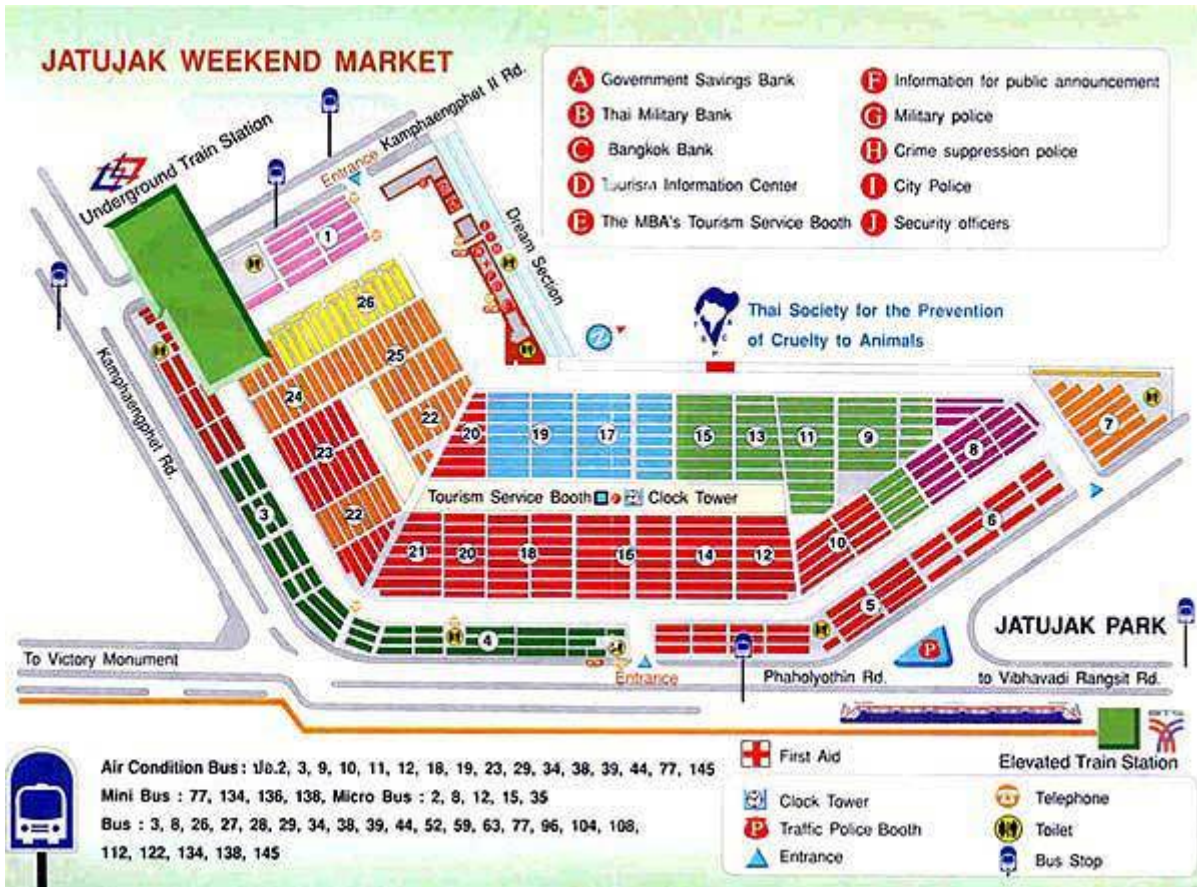 JATUJAK WEEKEND MARKET
A Government Savings Bank
B Thai Military Bank
C Bangkok Bank
D Tourism Information Center
E The MBA's Tourism Service Booth
F Information for public announcement
G Military police
H Crime suppression police
I City Police
J Security officers
Underground Train Station
Kamphaengphet II Rd.
Entrance
Dream Section
Thai Society for the Prevention
of Cruelty to Animals
Kamphaengphet Rd.
1
26
25
24
22
23
22
3
20
19
17
15
13
11
9
8
7
Tourism Service Booth
Clock Tower
21
20
18
16
14
12
10
6
5
4
JATUJAK PARK
To Victory Monument
Entrance
Phaholyothin Rd.
to Vibhavadi Rangsit Rd.
P
BTS
Elevated Train Station
Air Condition Bus : ปอ.2, 3, 9, 10, 11, 12, 18, 19, 23, 29, 34, 38, 39, 44, 77, 145
Mini Bus : 77, 134, 136, 138, Micro Bus : 2, 8, 12, 15, 35
Bus : 3, 8, 26, 27, 28, 29, 34, 38, 39, 44, 52, 59, 63, 77, 96, 104, 108,
112, 122, 134, 138, 145
First Aid
Clock Tower
P Traffic Police Booth
Entrance
Telephone
Toilet
Bus Stop